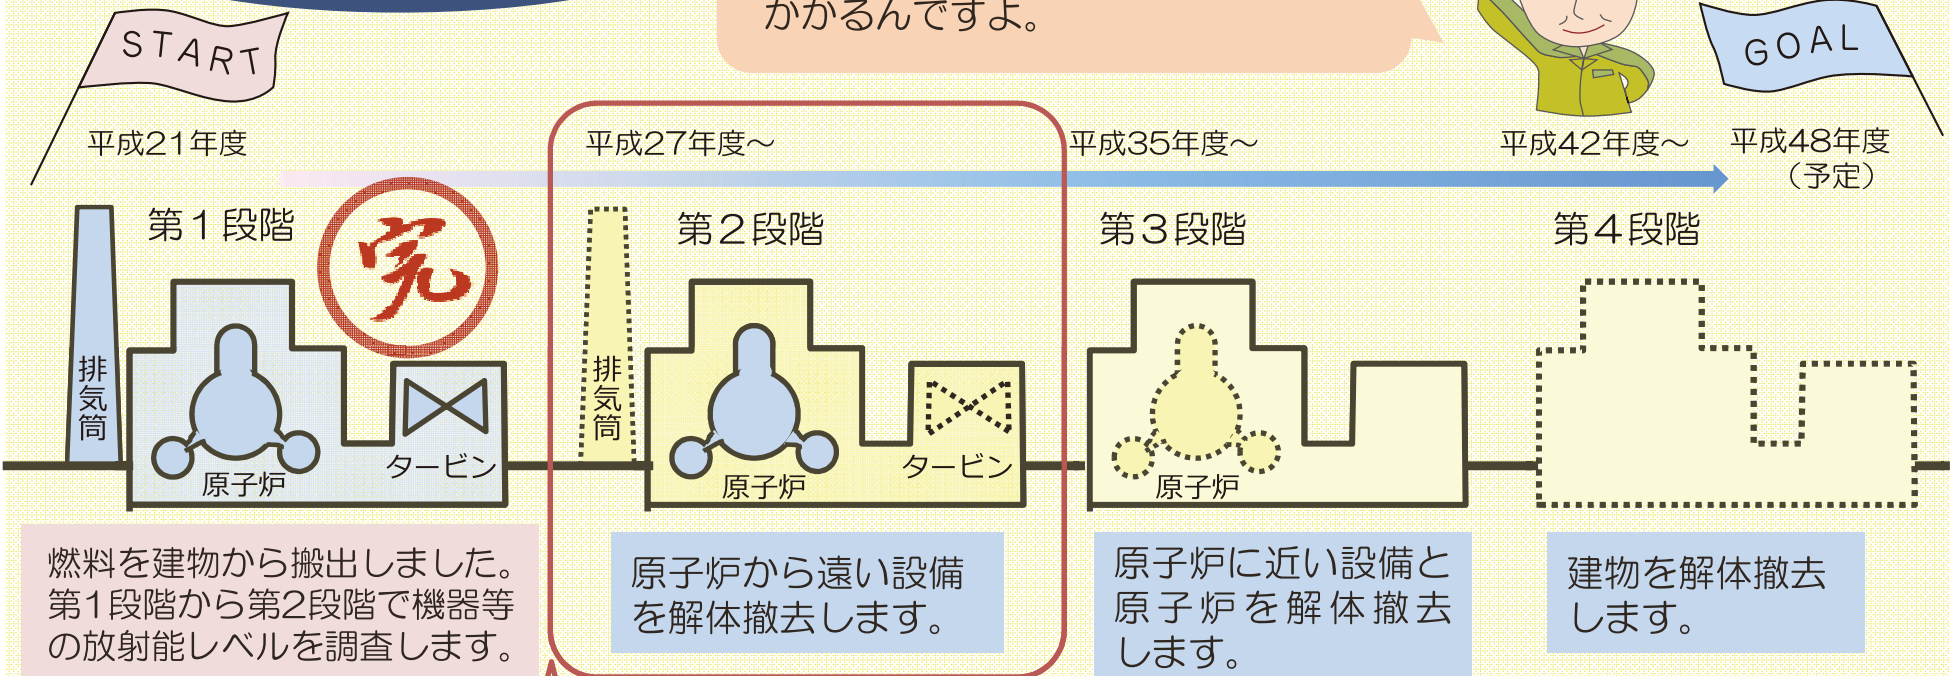 かかるんですよ。
START
GOAL
平成21年度
平成27年度～
平成35年度～
平成42年度～
平成48年度
（予定）
第１段階
完
第２段階
第３段階
第４段階
排気筒
原子炉
タービン
排気筒
原子炉
タービン
原子炉
燃料を建物から搬出しました。
第1段階から第2段階で機器等
の放射能レベルを調査します。
原子炉から遠い設備
を解体撤去します。
原子炉に近い設備と
原子炉を解体撤去
します。
建物を解体撤去
します。